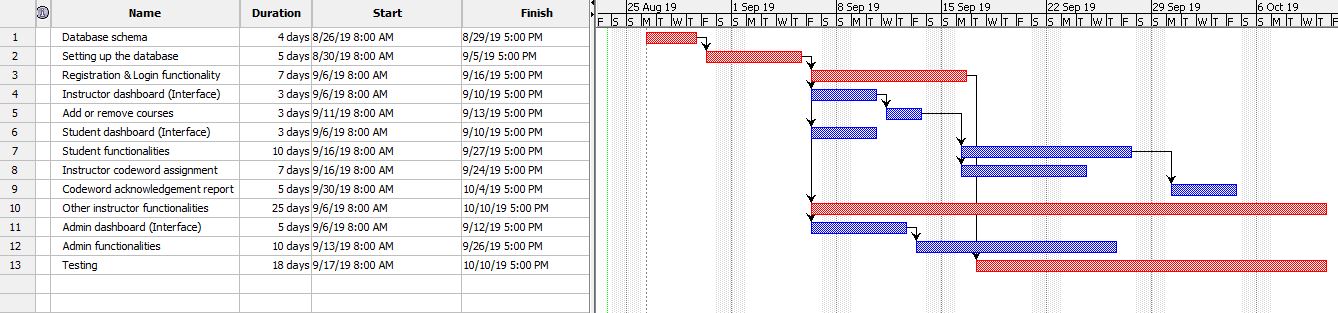 Name Duration Start Finish
25 Aug 19 1 Sep 19 8 Sep 19 15 Sep 19 22 Sep 19 29 Sep 19 6 Oct 19
F S S M T W T F S S M T W T F S S M T W T F S S M T W T F S S M T W T F S S M T W T F S S M T W T F
1 Database schema 4 days 8/26/19 8:00 AM 8/29/19 5:00 PM
2 Setting up the database 5 days 8/30/19 8:00 AM 9/5/19 5:00 PM
3 Registration & Login functionality 7 days 9/6/19 8:00 AM 9/16/19 5:00 PM
4 Instructor dashboard (Interface) 3 days 9/6/19 8:00 AM 9/10/19 5:00 PM
5 Add or remove courses 3 days 9/11/19 8:00 AM 9/13/19 5:00 PM
6 Student dashboard (Interface) 3 days 9/6/19 8:00 AM 9/10/19 5:00 PM
7 Student functionalities 10 days 9/16/19 8:00 AM 9/27/19 5:00 PM
8 Instructor codeword assignment 7 days 9/16/19 8:00 AM 9/24/19 5:00 PM
9 Codeword acknowledgement report 5 days 9/30/19 8:00 AM 10/4/19 5:00 PM
10 Other instructor functionalities 25 days 9/6/19 8:00 AM 10/10/19 5:00 PM
11 Admin dashboard (Interface) 5 days 9/6/19 8:00 AM 9/12/19 5:00 PM
12 Admin functionalities 10 days 9/13/19 8:00 AM 9/26/19 5:00 PM
13 Testing 18 days 9/17/19 8:00 AM 10/10/19 5:00 PM